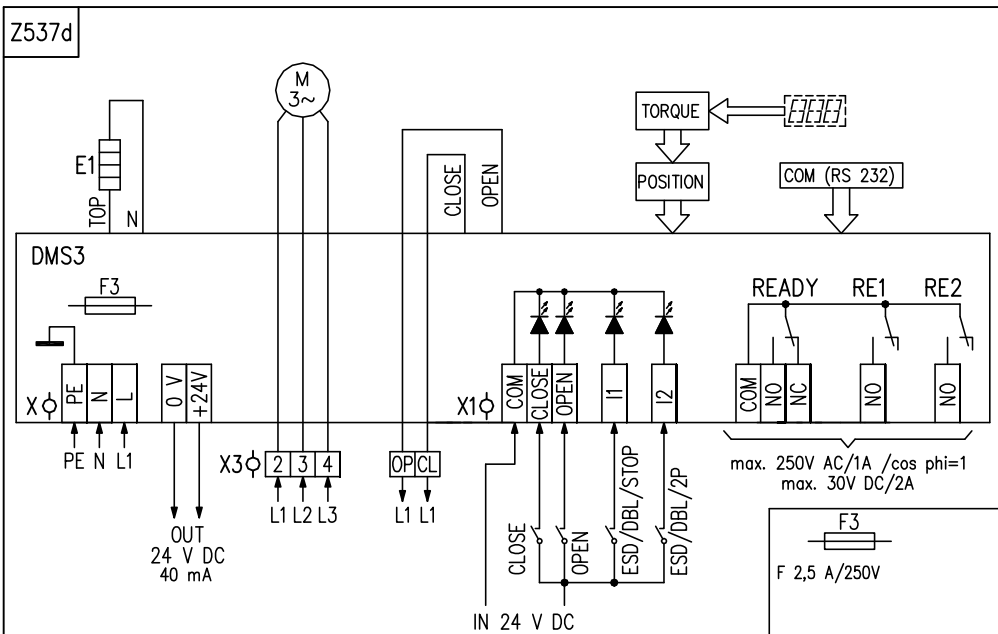 Z537d
M
3~
E1
TOP
N
CLOSE
OPEN
TORQUE
POSITION
COM (RS 232)
DMS3
F3
READY
RE1
RE2
X
PE
N
L
0 V
+24V
X1
COM
CLOSE
OPEN
I1
I2
COM
NO
NC
NO
NO
PE N L1
X3
2
3
4
OP
CL
L1 L2 L3
L1 L1
OUT
24 V DC
40 mA
CLOSE
OPEN
ESD/DBL/STOP
ESD/DBL/2P
IN 24 V DC
max. 250V AC/1A /cos phi=1
max. 30V DC/2A
F3
F 2,5 A/250V